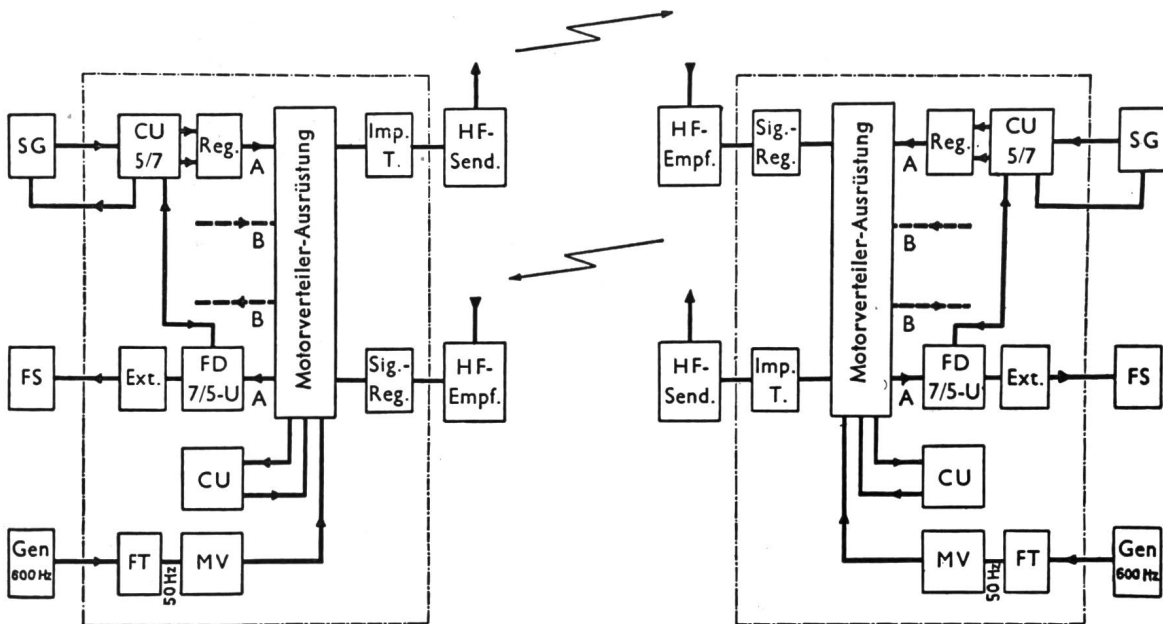 SG
CU
5/7
Reg.
A
B
B
Motorverteiler-Ausrüstung
Imp.
T.
HF-
Send.
FS
Ext.
FD
7/5-U
A
Sig.-
Reg.
HF-
Empf.
CU
Gen
600 Hz
FT
50 Hz
MV
HF-
Empf.
Sig.-
Reg.
Motorverteiler-Ausrüstung
A
Reg.
CU
5/7
SG
B
B
HF-
Send.
Imp.
T.
A
FD
7/5-U
Ext.
FS
CU
MV
50 Hz
FT
Gen
600 Hz